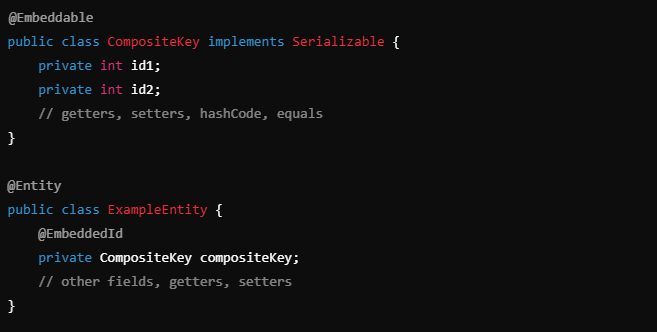 @Embeddable
public class CompositeKey implements Serializable {
    private int id1;
    private int id2;
    // getters, setters, hashCode, equals
}

@Entity
public class ExampleEntity {
    @EmbeddedId
    private CompositeKey compositeKey;
    // other fields, getters, setters
}